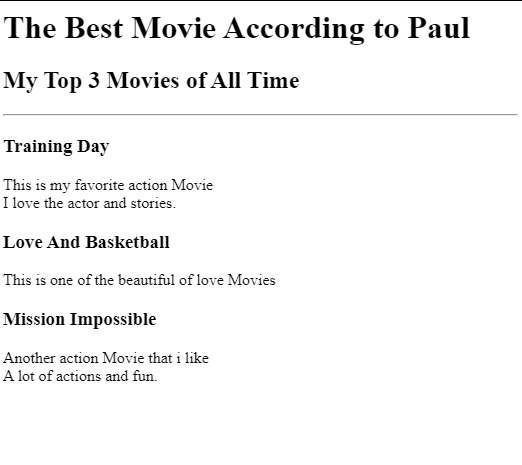 The Best Movie According to Paul
My Top 3 Movies of All Time
Training Day
This is my favorite action Movie
I love the actor and stories.
Love And Basketball
This is one of the beautiful of love Movies
Mission Impossible
Another action Movie that i like
A lot of actions and fun.